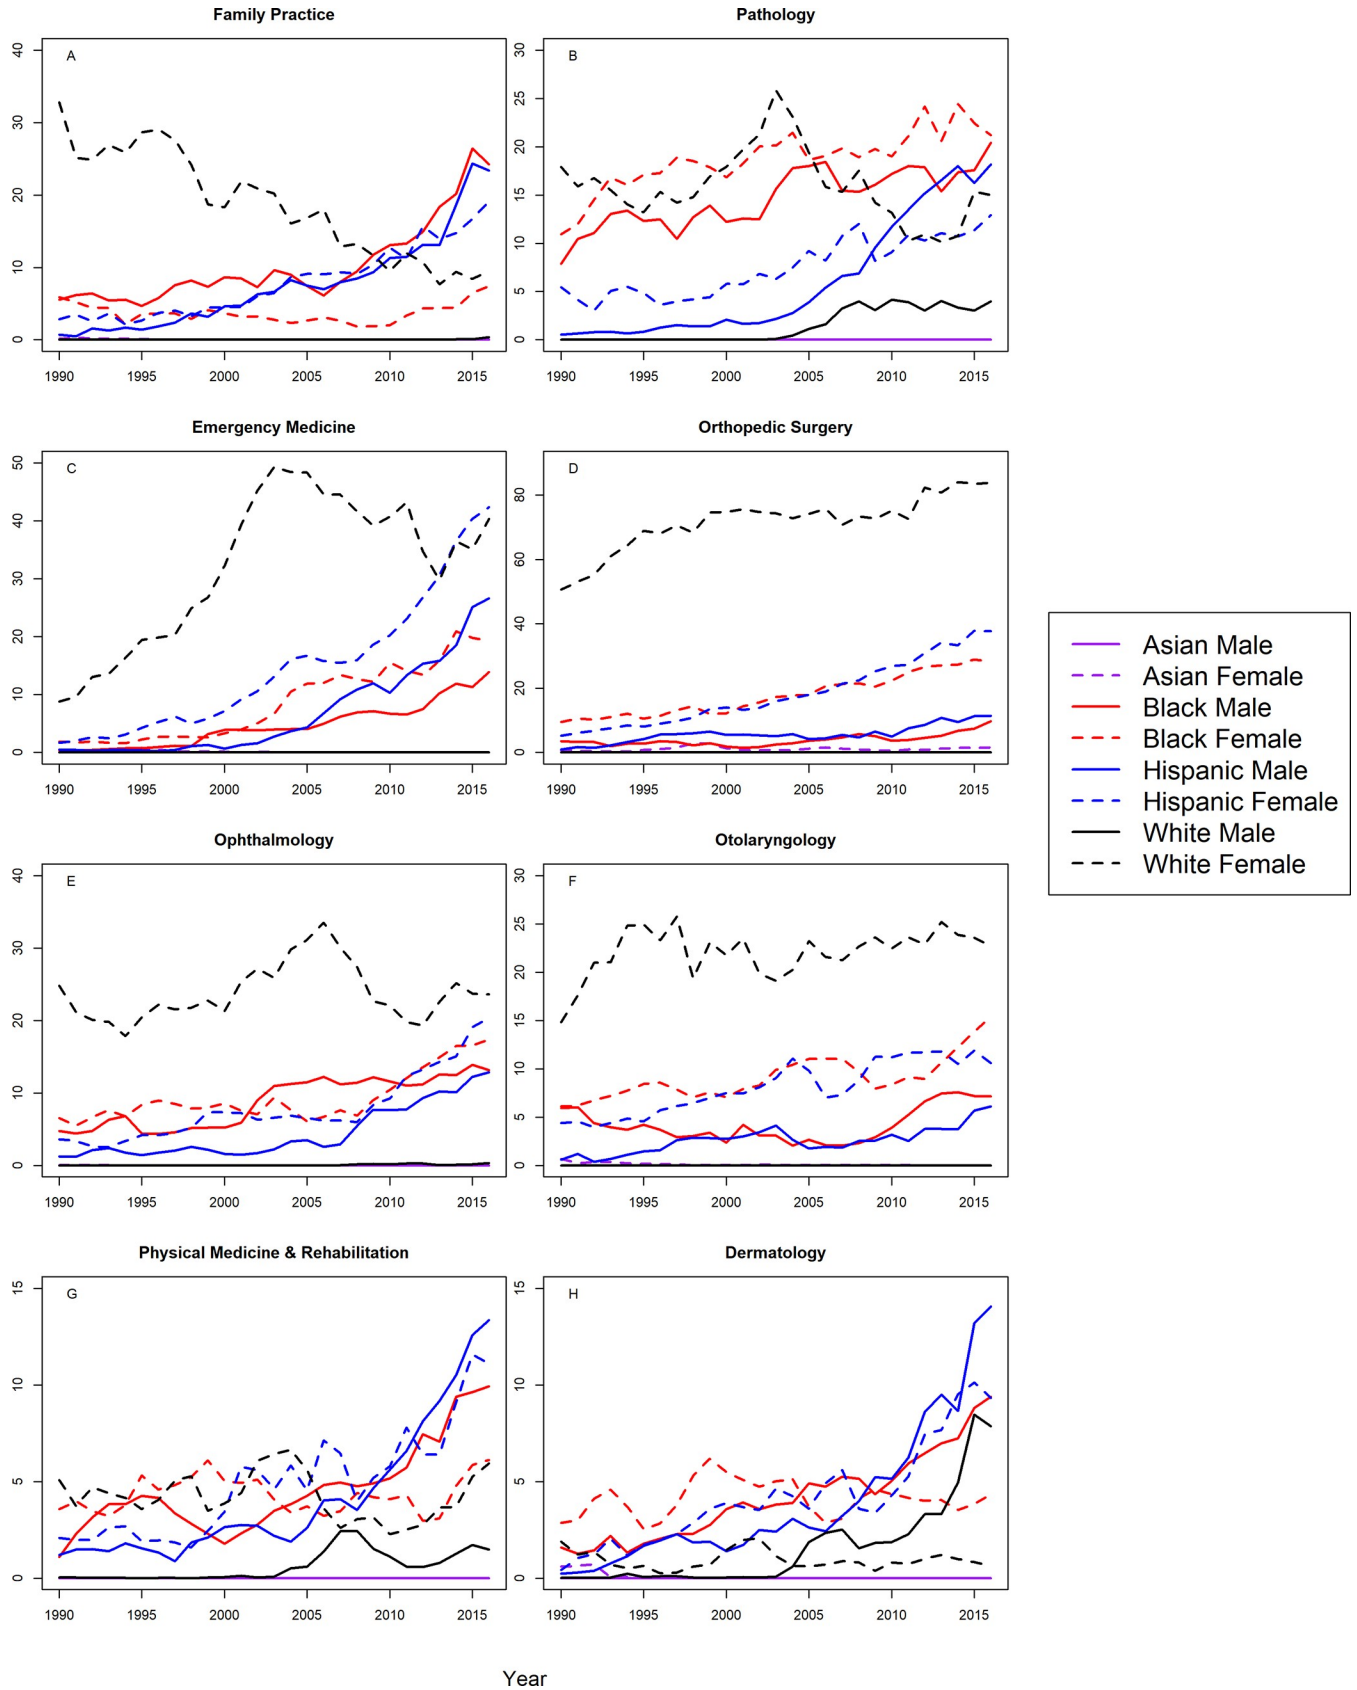 Family Practice
Pathology
A
40
30
20
10
0
1990 1995 2000 2005 2010 2015
B
30
25
20
15
10
5
0
1990 1995 2000 2005 2010 2015
Emergency Medicine
Orthopedic Surgery
C
50
40
30
20
10
0
1990 1995 2000 2005 2010 2015
D
80
60
40
20
0
1990 1995 2000 2005 2010 2015
Asian Male
Asian Female
Black Male
Black Female
Hispanic Male
Hispanic Female
White Male
White Female
Ophthalmology
Otolaryngology
E
40
30
20
10
0
1990 1995 2000 2005 2010 2015
F
30
25
20
15
10
5
0
1990 1995 2000 2005 2010 2015
Physical Medicine & Rehabilitation
Dermatology
G
15
10
5
0
1990 1995 2000 2005 2010 2015
H
15
10
5
0
1990 1995 2000 2005 2010 2015
Year